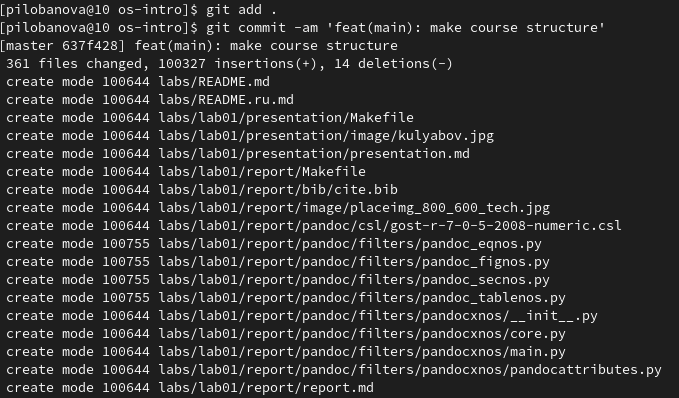 [pilobanova@10 os-intro]$ git add .
[pilobanova@10 os-intro]$ git commit -am 'feat(main): make course structure'
[master 637f428] feat(main): make course structure
 361 files changed, 100327 insertions(+), 14 deletions(-)
 create mode 100644 labs/README.md
 create mode 100644 labs/README.ru.md
 create mode 100644 labs/lab01/presentation/Makefile
 create mode 100644 labs/lab01/presentation/image/kulyabov.jpg
 create mode 100644 labs/lab01/presentation/presentation.md
 create mode 100644 labs/lab01/report/Makefile
 create mode 100644 labs/lab01/report/bib/cite.bib
 create mode 100644 labs/lab01/report/image/placeimg_800_600_tech.jpg
 create mode 100644 labs/lab01/report/pandoc/csl/gost-r-7-0-5-2008-numeric.csl
 create mode 100755 labs/lab01/report/pandoc/filters/pandoc_eqnos.py
 create mode 100755 labs/lab01/report/pandoc/filters/pandoc_fignos.py
 create mode 100755 labs/lab01/report/pandoc/filters/pandoc_secnos.py
 create mode 100755 labs/lab01/report/pandoc/filters/pandoc_tablenos.py
 create mode 100644 labs/lab01/report/pandoc/filters/pandocxnos/__init__.py
 create mode 100644 labs/lab01/report/pandoc/filters/pandocxnos/core.py
 create mode 100644 labs/lab01/report/pandoc/filters/pandocxnos/main.py
 create mode 100644 labs/lab01/report/pandoc/filters/pandocxnos/pandocattributes.py
 create mode 100644 labs/lab01/report/report.md